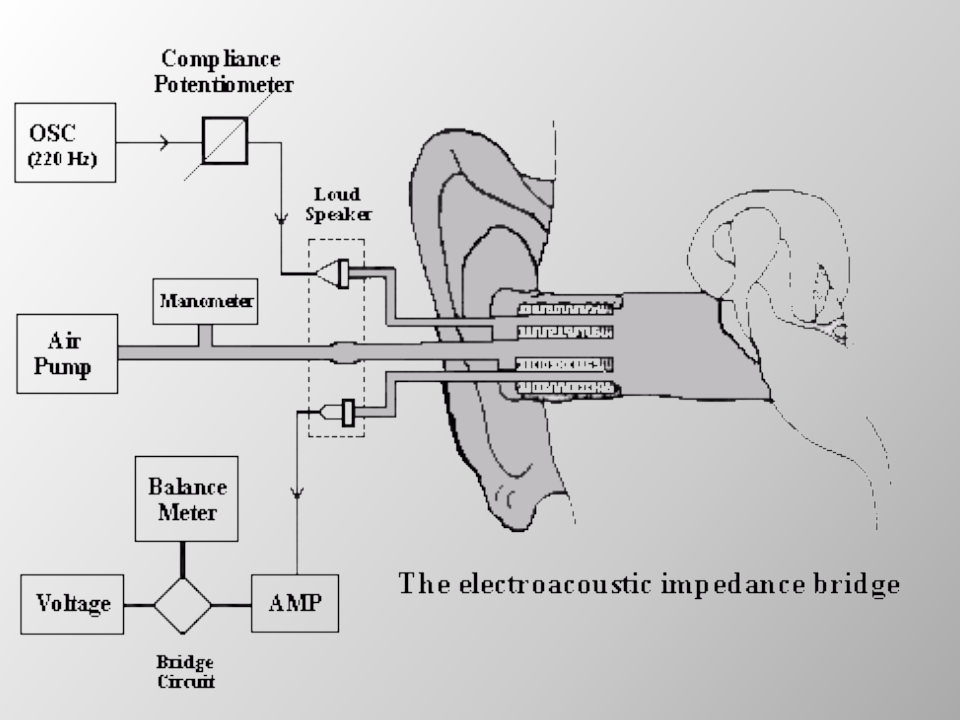 Compliance
Potentiometer
OSC
(220 Hz)
Loud
Speaker
Manometer
Air
Pump
Balance
Meter
Voltage
AMP
Bridge
Circuit
The electroacoustic impedance bridge